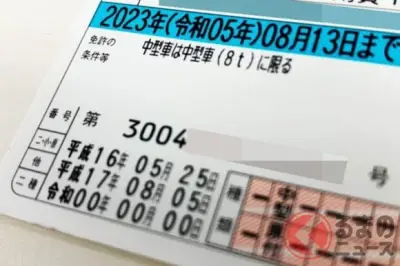 2023年(令和05年)08月13日まで
免許の
条件等
中型車は中型車(8t)に限る
番号 第 3004 号
二・小・原 平成16年05月25日
他 平成17年08月05日
二種 令和00年00月00日
種類
中型
くるまのニュース